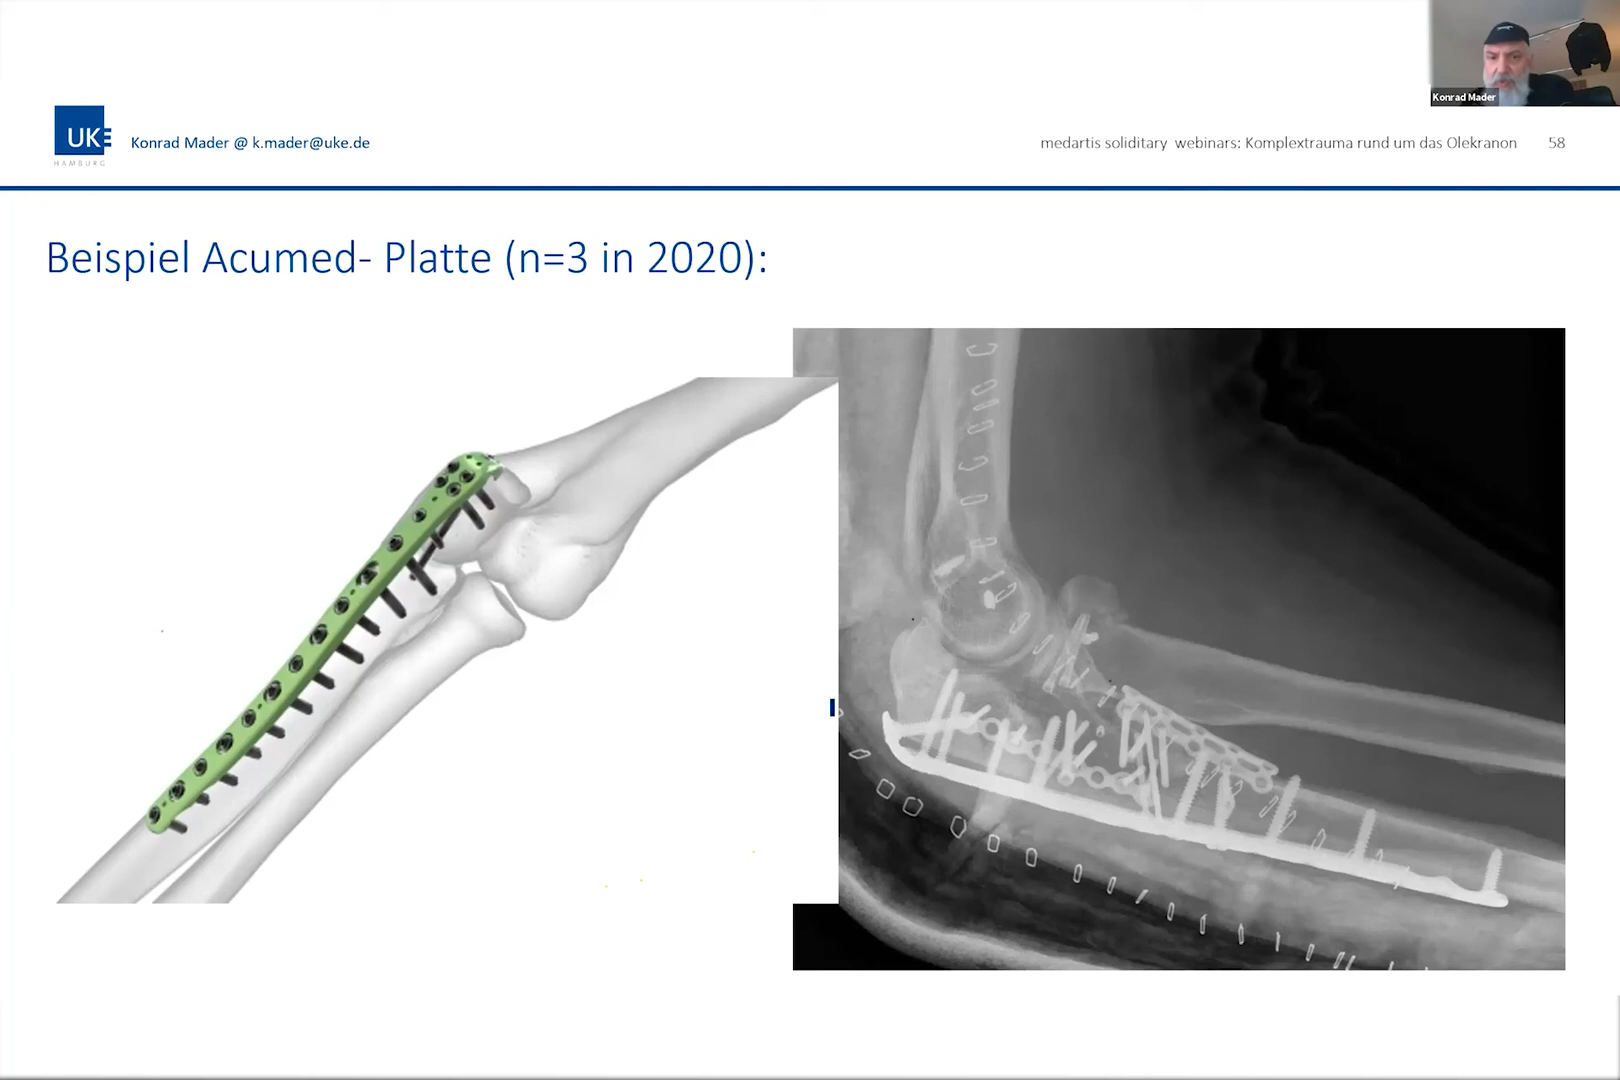 Konrad Mader
UKE
HAMBURG
Konrad Mader @ k.mader@uke.de
medartis soliditary webinars: Komplextrauma rund um das Olekranon 58
Beispiel Acumed- Platte (n=3 in 2020):